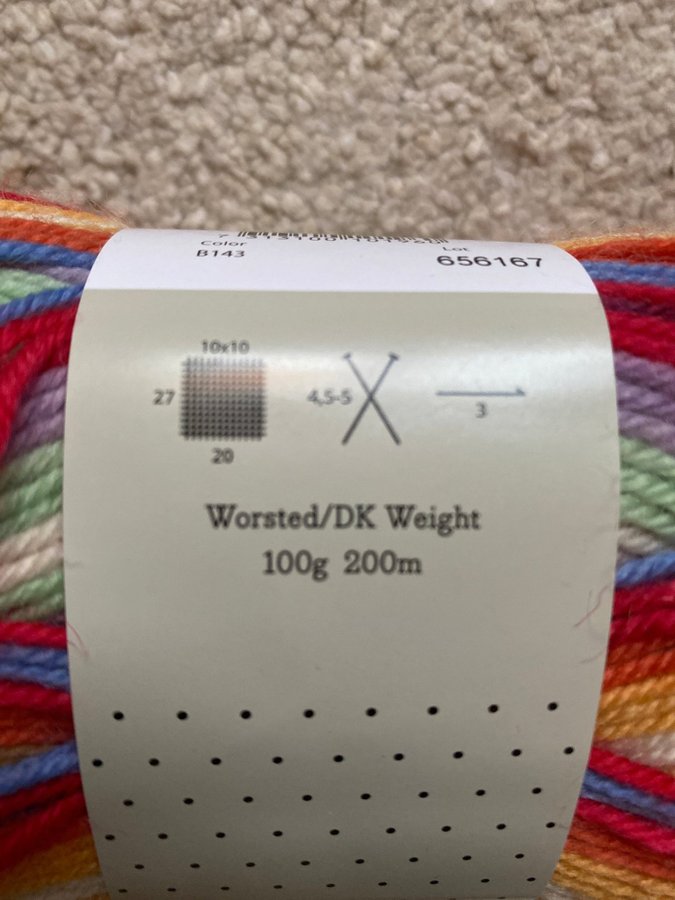 Color
Lot
B143
656167
10x10
27
4,5-5
3
20
Worsted/DK Weight
100g 200m